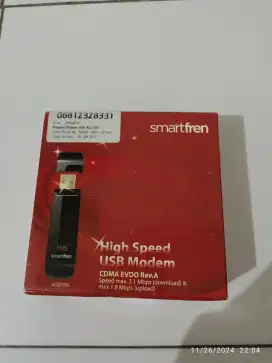 08812328331
smartfren
smartfren
High Speed
USB Modem
CDMA EVDO Rev.A
Speed max. 3.1 Mbps (download) &
max 1.8 Mbps (upload)
11/26/2024 22:04